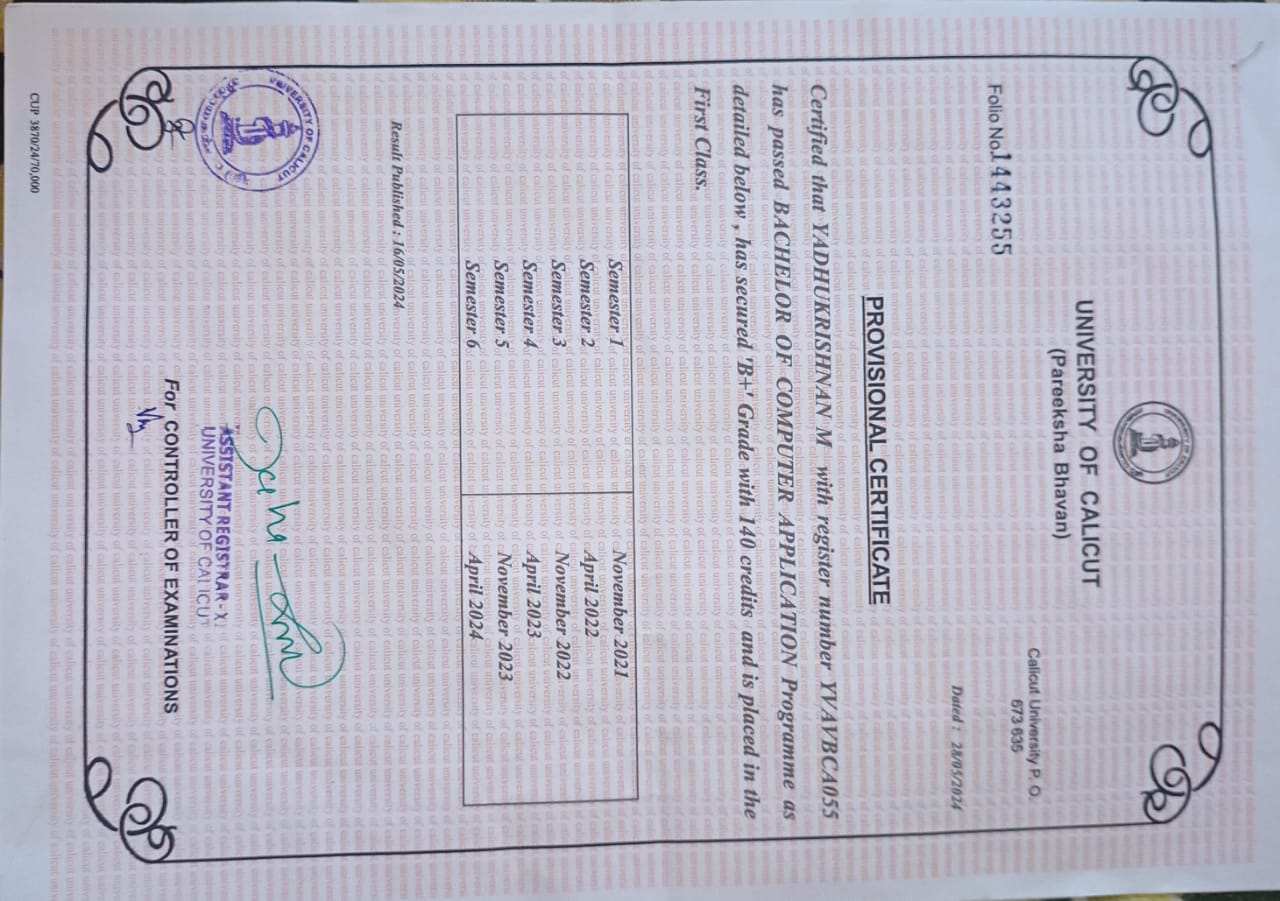 UNIVERSITY OF CALICUT
(Pareeksha Bhavan)
Calicut University P. O.
673 635
Folio No.1443255
Dated : 28/05/2024
PROVISIONAL CERTIFICATE
Certified that YADHUKRISHNAN M with register number YVAVBCA055
has passed BACHELOR OF COMPUTER APPLICATION Programme as
detailed below , has secured 'B+' Grade with 140 credits and is placed in the
First Class.
Semester 1 November 2021
Semester 2 April 2022
Semester 3 November 2022
Semester 4 April 2023
Semester 5 November 2023
Semester 6 April 2024
Result Published : 16/05/2024
UNIVERSITY OF CALICUT
ASSISTANT REGISTRAR-X
UNIVERSITY OF CALICUT
For CONTROLLER OF EXAMINATIONS
CUP 3870/24/70,000